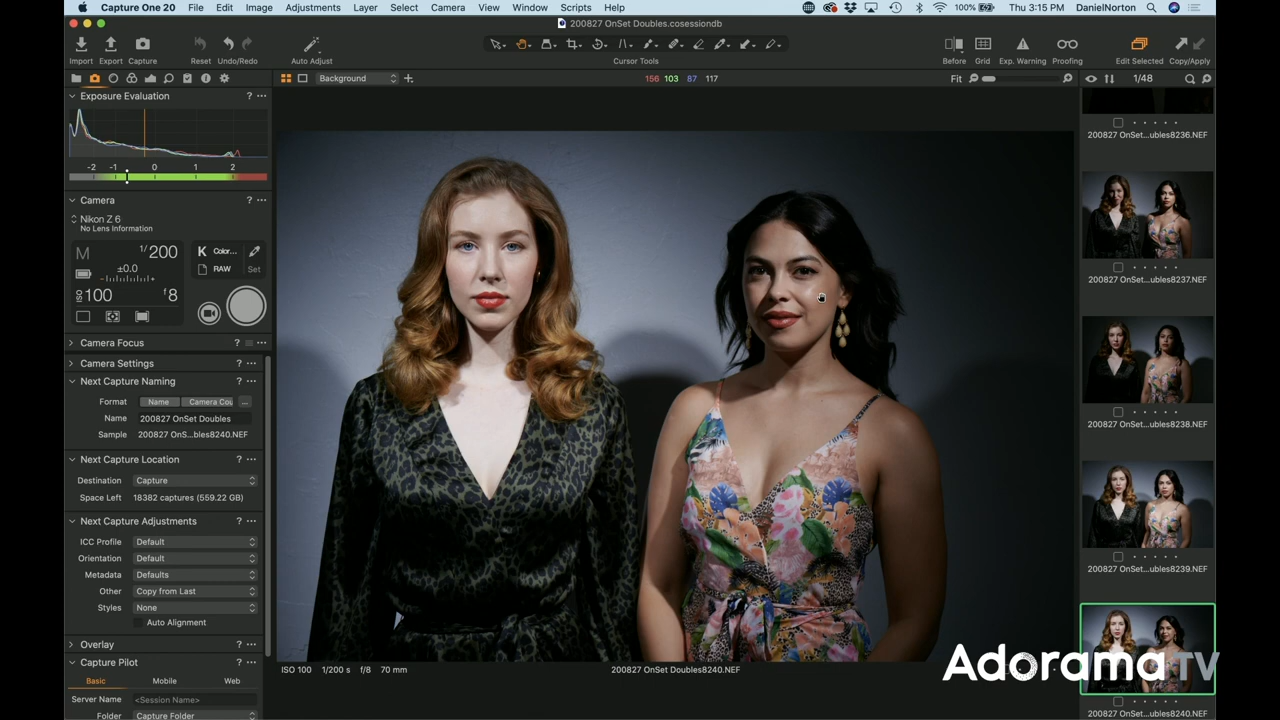 Capture One 20 File Edit Image Adjustments Layer Select Camera View Window Scripts Help 100% Thu 3:15 PM DanielNorton
200827 OnSet Doubles.cosessiondb
Import Export Capture Reset Undo/Redo Auto Adjust Cursor Tools Before Grid Exp. Warning Proofing Edit Selected Copy/Apply
Background 156 103 87 117 Fit 1/48
Exposure Evaluation ? ...
-2 -1 0 1 2
Camera ? ...
Nikon Z 6
No Lens Information
M 1/200 K Color...
±0.0 RAW Set
ISO 100 f 8
Camera Focus ? ...
Camera Settings ? ...
Next Capture Naming ? ...
Format Name Camera Cou ...
Name 200827 OnSet Doubles
Sample 200827 OnS...bles8240.NEF
Next Capture Location ? ...
Destination Capture
Space Left 18382 captures (559.22 GB)
Next Capture Adjustments ? ...
ICC Profile Default
Orientation Default
Metadata Defaults
Other Copy from Last
Styles None
Auto Alignment
Overlay ? ...
Capture Pilot ? ...
Basic Mobile Web
Server Name <Session Name>
Folder Capture Folder
ISO 100 1/200 s f/8 70 mm 200827 OnSet Doubles8240.NEF
200827 OnSet...ubles8236.NEF
200827 OnSet...ubles8237.NEF
200827 OnSet...ubles8238.NEF
200827 OnSet...ubles8239.NEF
200827 OnSet...ubles8240.NEF
Adorama TV